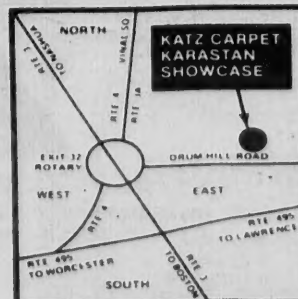 NORTH
KATZ CARPET
KARASTAN
SHOWCASE
RTE 3
TO NASHUA
VINAL SQ
RTE 4
RTE 3A
EXIT 32
ROTARY
DRUM HILL ROAD
WEST
EAST
RTE 4
RTE 495
TO LAWRENCE
RTE 495
TO WORCESTER
RTE 3
TO BOSTON
SOUTH